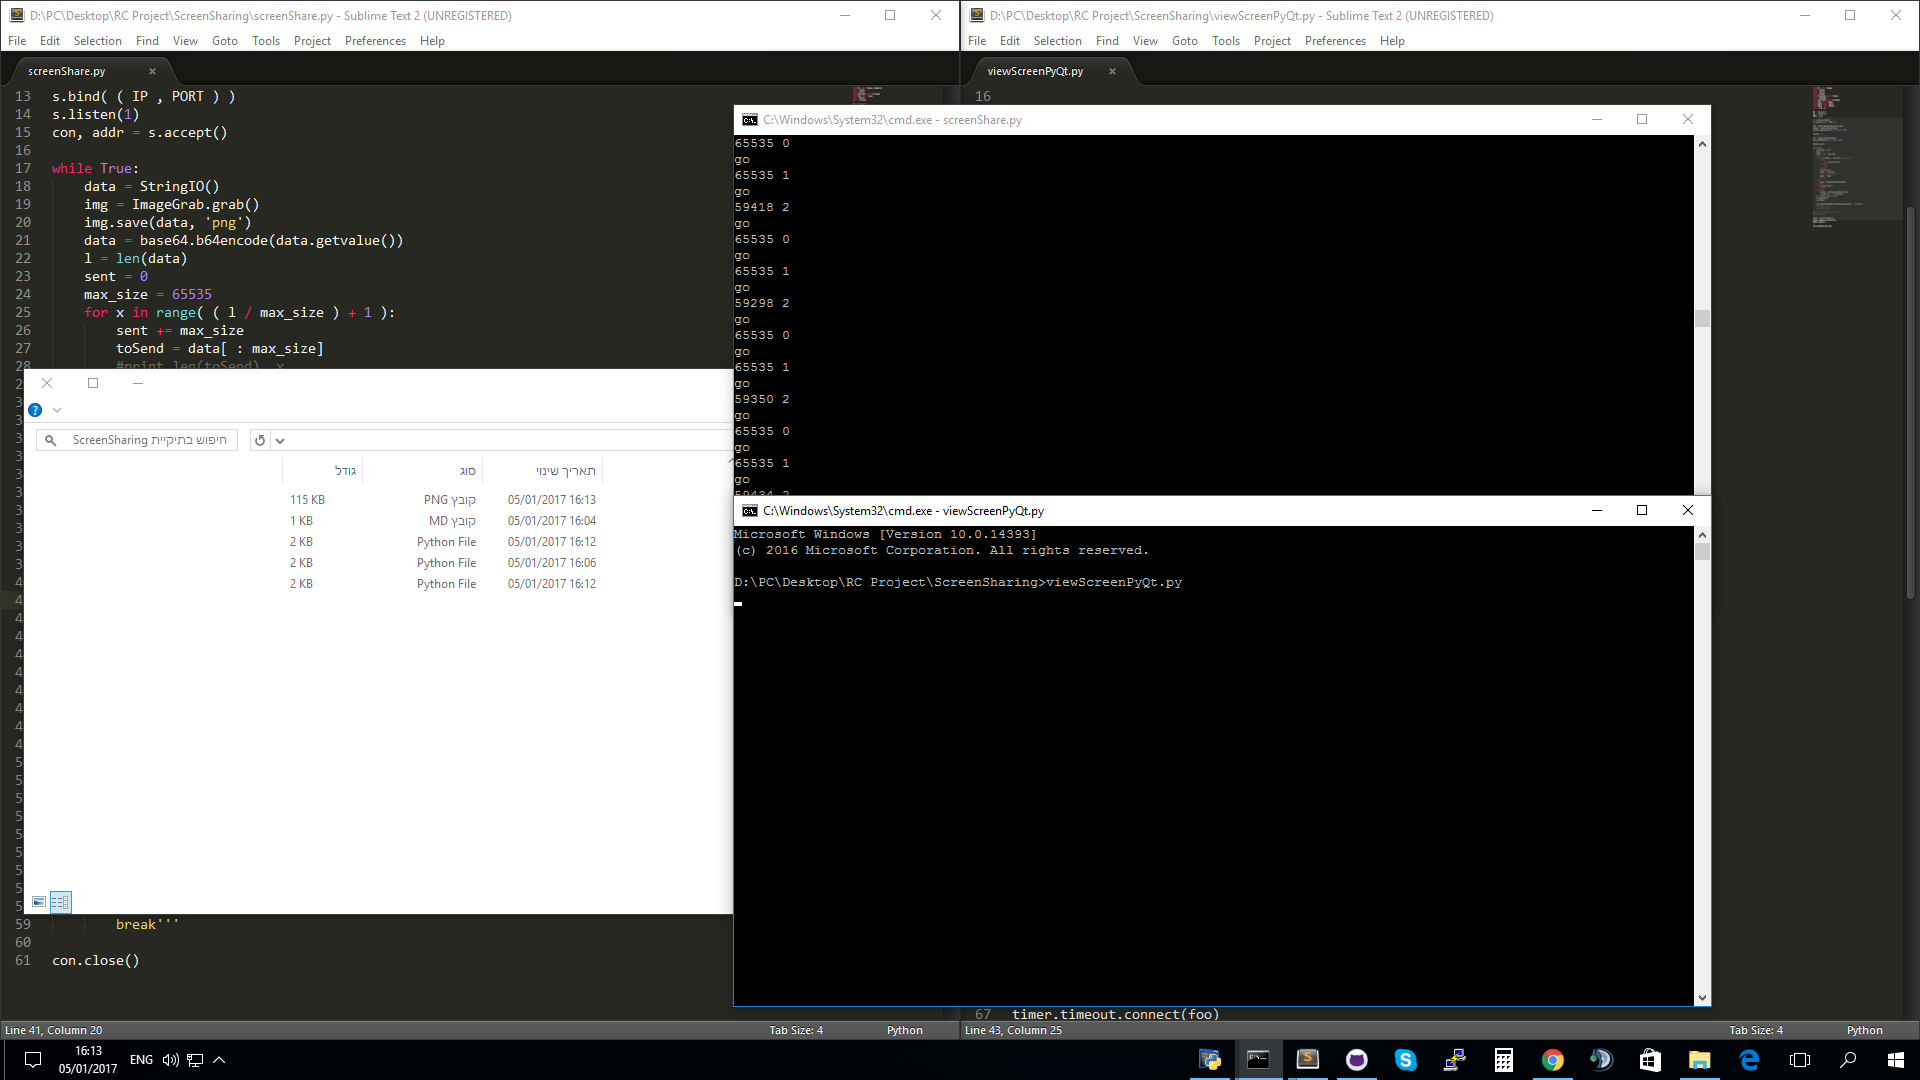 D:\PC\Desktop\RC Project\ScreenSharing\screenShare.py - Sublime Text 2 (UNREGISTERED)
File Edit Selection Find View Goto Tools Project Preferences Help
screenShare.py
13 s.bind( ( IP , PORT ) )
14 s.listen(1)
15 con, addr = s.accept()
16
17 while True:
18 data = StringIO()
19 img = ImageGrab.grab()
20 img.save(data, 'png')
21 data = base64.b64encode(data.getvalue())
22 l = len(data)
23 sent = 0
24 max_size = 65535
25 for x in range( ( l / max_size ) + 1 ):
26 sent += max_size
27 toSend = data[ : max_size]
28 #print len(toSend), x
59 break'''
60
61 con.close()
Line 41, Column 20
Tab Size: 4
Python
D:\PC\Desktop\RC Project\ScreenSharing\viewScreenPyQt.py - Sublime Text 2 (UNREGISTERED)
File Edit Selection Find View Goto Tools Project Preferences Help
viewScreenPyQt.py
16
67 timer.timeout.connect(foo)
Line 43, Column 25
Tab Size: 4
Python
חיפוש בתיקיית ScreenSharing
תאריך שינוי סוג גודל
05/01/2017 16:13 קובץ PNG 115 KB
05/01/2017 16:04 קובץ MD 1 KB
05/01/2017 16:12 Python File 2 KB
05/01/2017 16:06 Python File 2 KB
05/01/2017 16:12 Python File 2 KB
C:\Windows\System32\cmd.exe - screenShare.py
65535 0
go
65535 1
go
59418 2
go
65535 0
go
65535 1
go
59298 2
go
65535 0
go
65535 1
go
59350 2
go
65535 0
go
65535 1
go
59434 2
C:\Windows\System32\cmd.exe - viewScreenPyQt.py
Microsoft Windows [Version 10.0.14393]
(c) 2016 Microsoft Corporation. All rights reserved.
D:\PC\Desktop\RC Project\ScreenSharing>viewScreenPyQt.py
16:13
05/01/2017
ENG